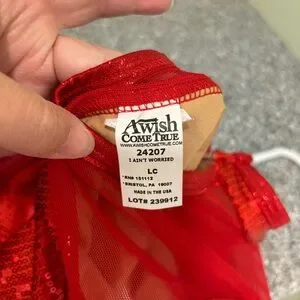 A Wish
COME TRUE
WWW.AWISHCOMETRUE.COM
24207
I AIN'T WORRIED
LC
*RN# 151112
*BRISTOL, PA 19007
MADE IN THE USA
LOT# 239912